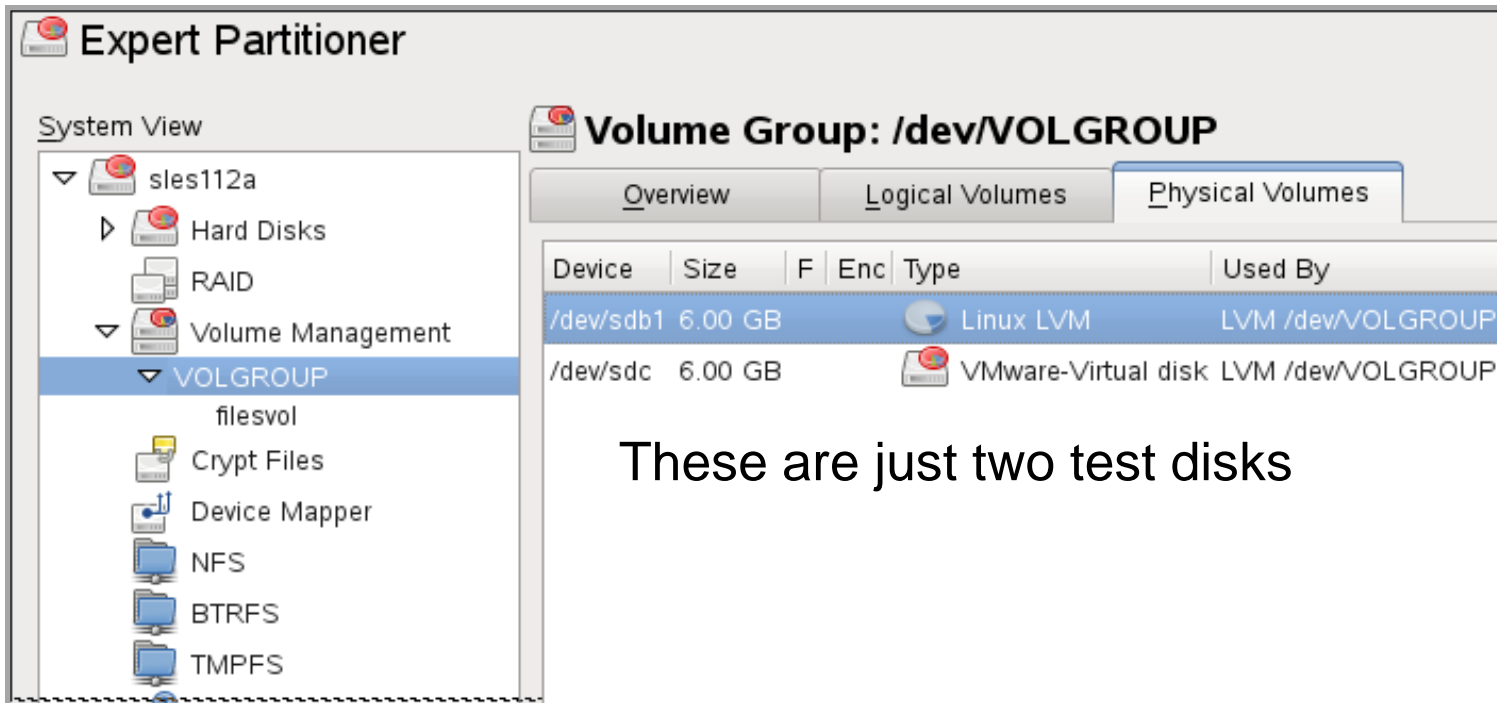 Expert Partitioner
System View
sles112a
Hard Disks
RAID
Volume Management
VOLGROUP
filesvol
Crypt Files
Device Mapper
NFS
BTRFS
TMPFS
Volume Group: /dev/VOLGROUP
Overview Logical Volumes Physical Volumes
Device Size F Enc Type Used By
/dev/sdb1 6.00 GB Linux LVM LVM /dev/VOLGROUP
/dev/sdc 6.00 GB VMware-Virtual disk LVM /dev/VOLGROUP
These are just two test disks